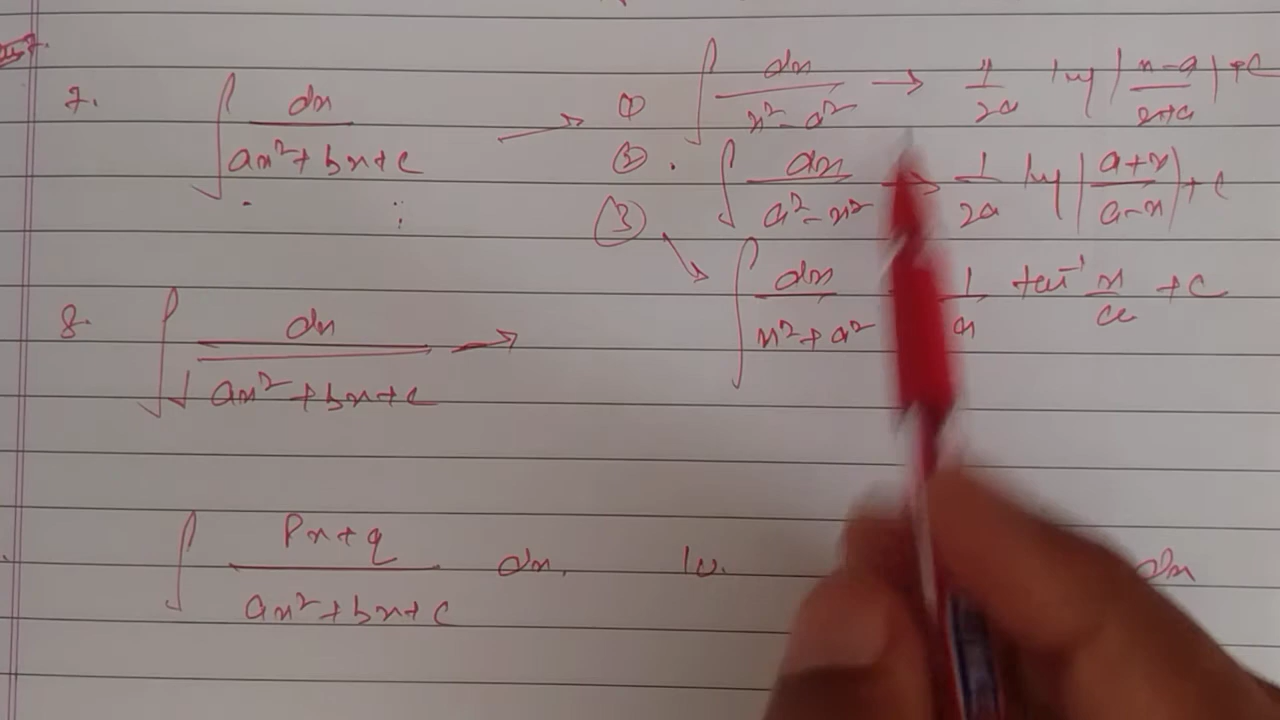 7. ∫ dx / (ax² + bx + c) → ① ∫ dx / (x² - a²) → 1/2a log |(x - a)/(x + a)| + C
② . ∫ dx / (a² - x²) → 1/2a log |(a + x)/(a - x)| + C
③ ↘ ∫ dx / (x² + a²) 1/a tan⁻¹ x/a + C
8. ∫ dx / √(ax² + bx + c) →
∫ (Px + q) / (ax² + bx + c) dx, 10. dx